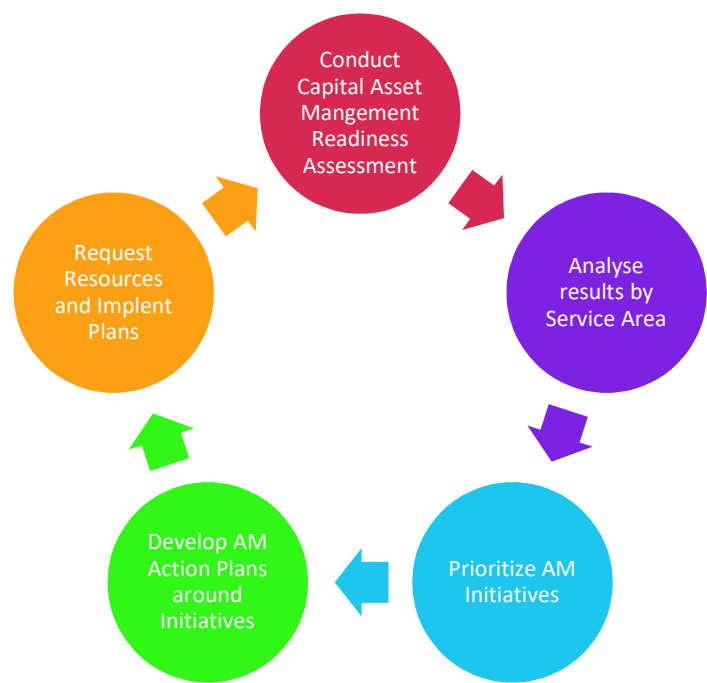 Conduct
Capital Asset
Mangement
Readiness
Assessment
Analyse
results by
Service Area
Prioritize AM
Initiatives
Develop AM
Action Plans
around
Initiatives
Request
Resources
and Implent
Plans